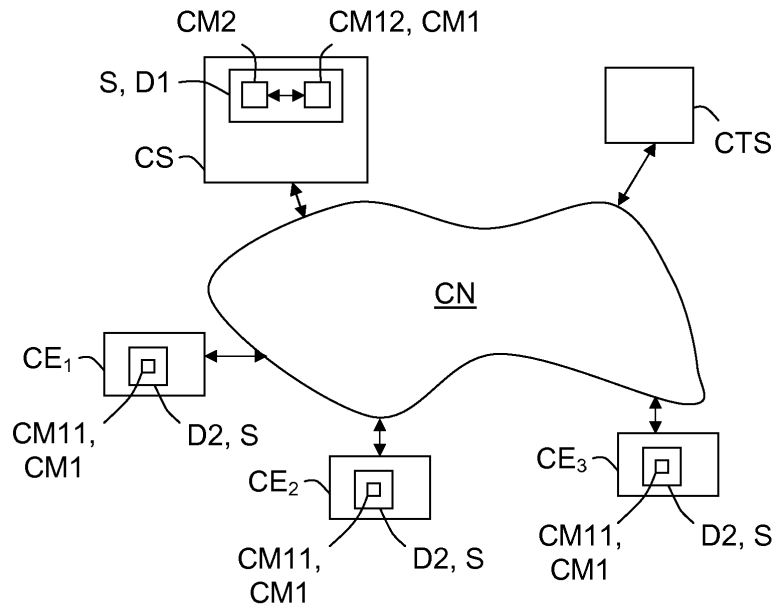 CM2
CM12, CM1
S, D1
CTS
CS
CN
CE₁
CM11,
CM1
D2, S
CE₂
CM11,
CM1
D2, S
CE₃
CM11,
CM1
D2, S